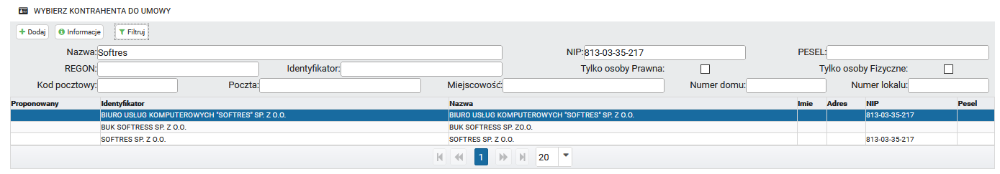 WYBIERZ KONTRAHENTA DO UMOWY
Dodaj Informacje Filtruj
Nazwa: Softres NIP: 813-03-35-217 PESEL:
REGON: Identyfikator: Tylko osoby Prawna: Tylko osoby Fizyczne:
Kod pocztowy: Poczta: Miejscowość: Numer domu: Numer lokalu:
Proponowany Identyfikator Nazwa Imie Adres NIP Pesel
BIURO USŁUG KOMPUTEROWYCH "SOFTRES" SP. Z O.O. BIURO USŁUG KOMPUTEROWYCH "SOFTRES" SP. Z O.O. 813-03-35-217
BUK SOFTRESS SP. Z O.O. BUK SOFTRESS SP. ZO.O.
SOFTRES SP. Z O.O. SOFTRES SP. Z O.O. 813-03-35-217
1 20